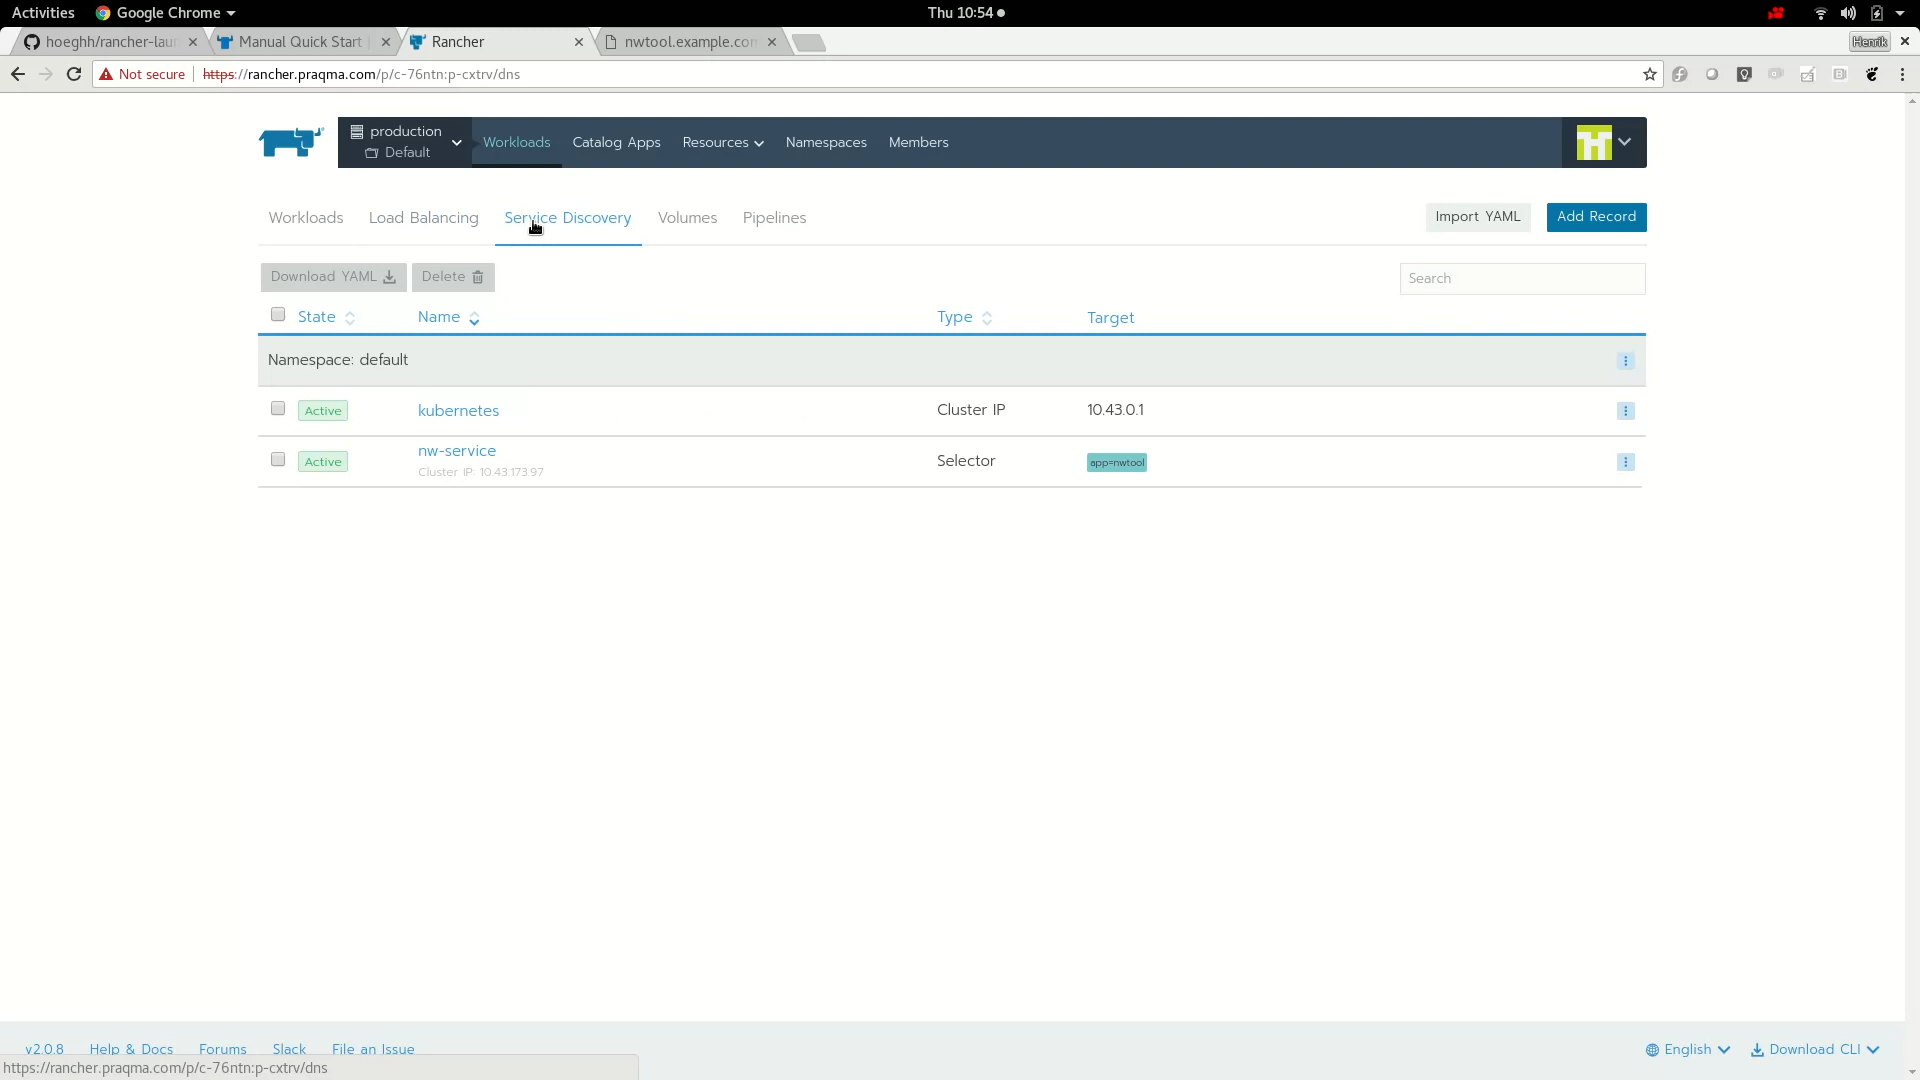 Activities Google Chrome Thu 10:54
hoeghh/rancher-lau Manual Quick Start Rancher nwtool.example.con Henrik
Not secure https://rancher.praqma.com/p/c-76ntn:p-cxtrv/dns
production
Default
Workloads Catalog Apps Resources Namespaces Members
Workloads Load Balancing Service Discovery Volumes Pipelines Import YAML Add Record
Download YAML Delete Search
State Name Type Target
Namespace: default
Active kubernetes Cluster IP 10.43.0.1
Active nw-service Selector app=nwtool
Cluster IP: 10.43.173.97
v2.0.8 Help & Docs Forums Slack File an Issue English Download CLI
https://rancher.praqma.com/p/c-76ntn:p-cxtrv/dns